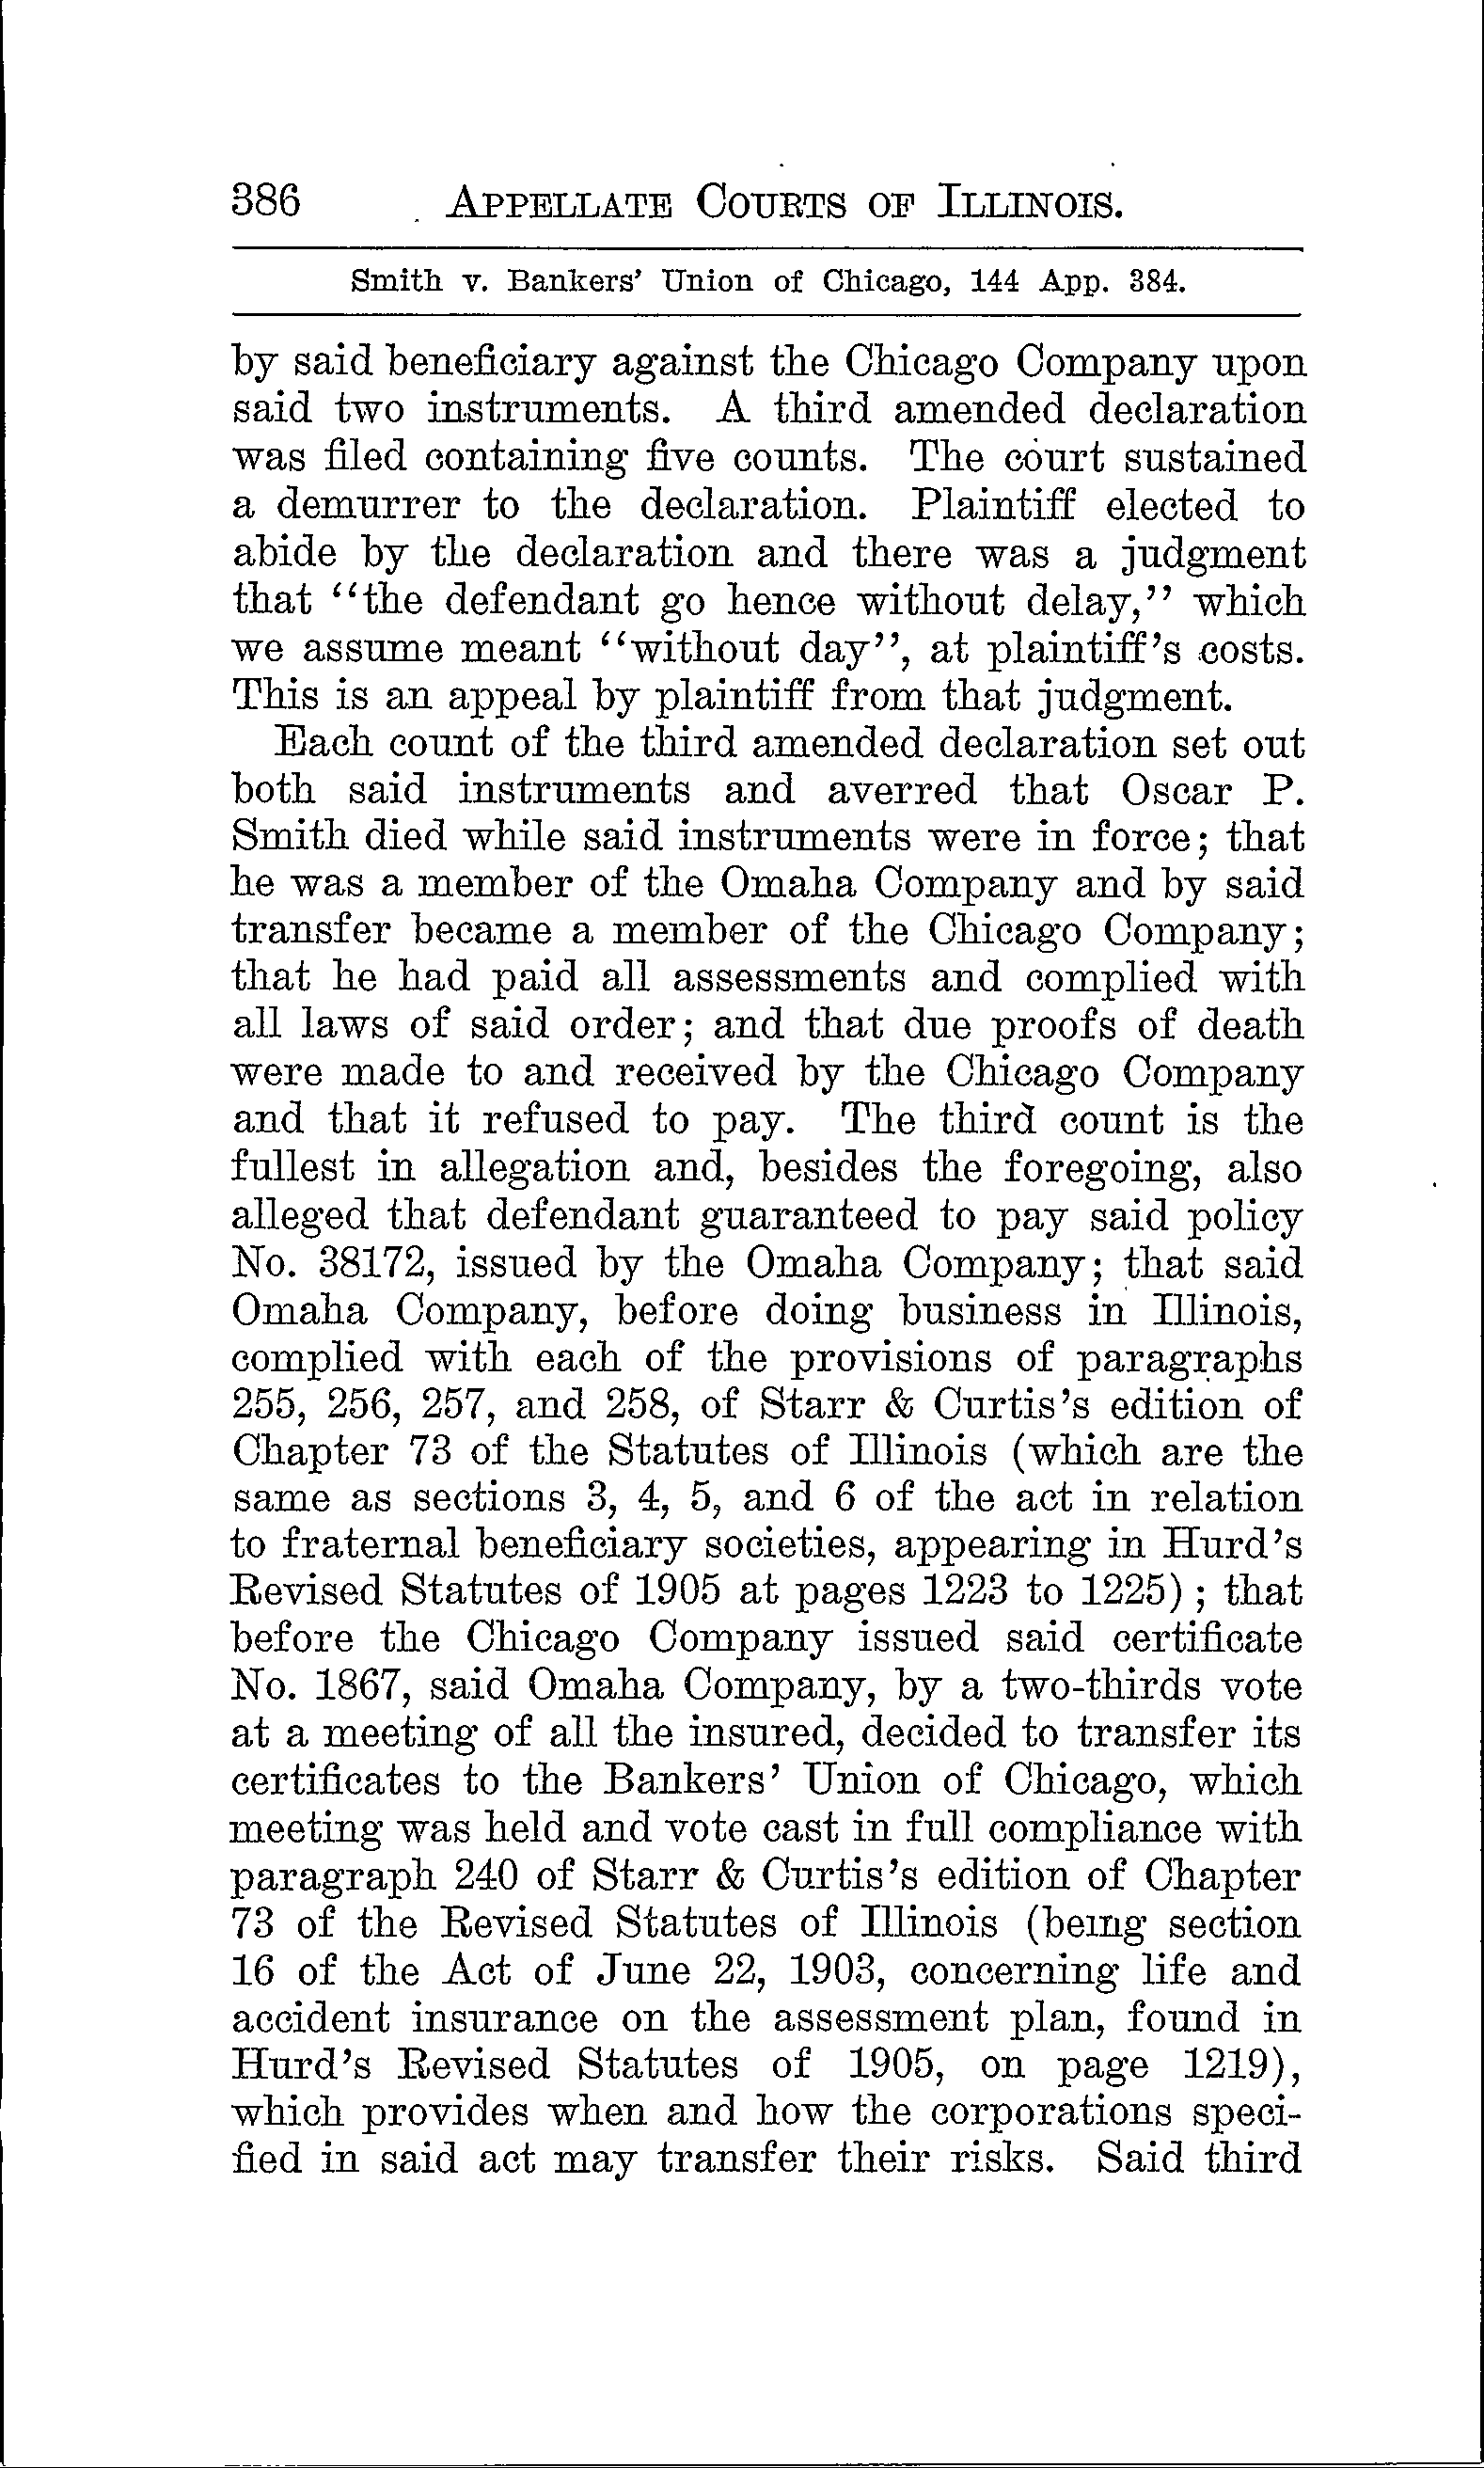 386 APPELLATE COURTS OF ILLINOIS.
Smith v. Bankers' Union of Chicago, 144 App. 384.
by said beneficiary against the Chicago Company upon
said two instruments. A third amended declaration
was filed containing five counts. The court sustained
a demurrer to the declaration. Plaintiff elected to
abide by the declaration and there was a judgment
that "the defendant go hence without delay," which
we assume meant "without day", at plaintiff's costs.
This is an appeal by plaintiff from that judgment.
Each count of the third amended declaration set out
both said instruments and averred that Oscar P.
Smith died while said instruments were in force; that
he was a member of the Omaha Company and by said
transfer became a member of the Chicago Company;
that he had paid all assessments and complied with
all laws of said order; and that due proofs of death
were made to and received by the Chicago Company
and that it refused to pay. The third count is the
fullest in allegation and, besides the foregoing, also
alleged that defendant guaranteed to pay said policy
No. 38172, issued by the Omaha Company; that said
Omaha Company, before doing business in Illinois,
complied with each of the provisions of paragraphs
255, 256, 257, and 258, of Starr & Curtis's edition of
Chapter 73 of the Statutes of Illinois (which are the
same as sections 3, 4, 5, and 6 of the act in relation
to fraternal beneficiary societies, appearing in Hurd's
Revised Statutes of 1905 at pages 1223 to 1225); that
before the Chicago Company issued said certificate
No. 1867, said Omaha Company, by a two-thirds vote
at a meeting of all the insured, decided to transfer its
certificates to the Bankers' Union of Chicago, which
meeting was held and vote cast in full compliance with
paragraph 240 of Starr & Curtis's edition of Chapter
73 of the Revised Statutes of Illinois (being section
16 of the Act of June 22, 1903, concerning life and
accident insurance on the assessment plan, found in
Hurd's Revised Statutes of 1905, on page 1219),
which provides when and how the corporations speci-
fied in said act may transfer their risks. Said third